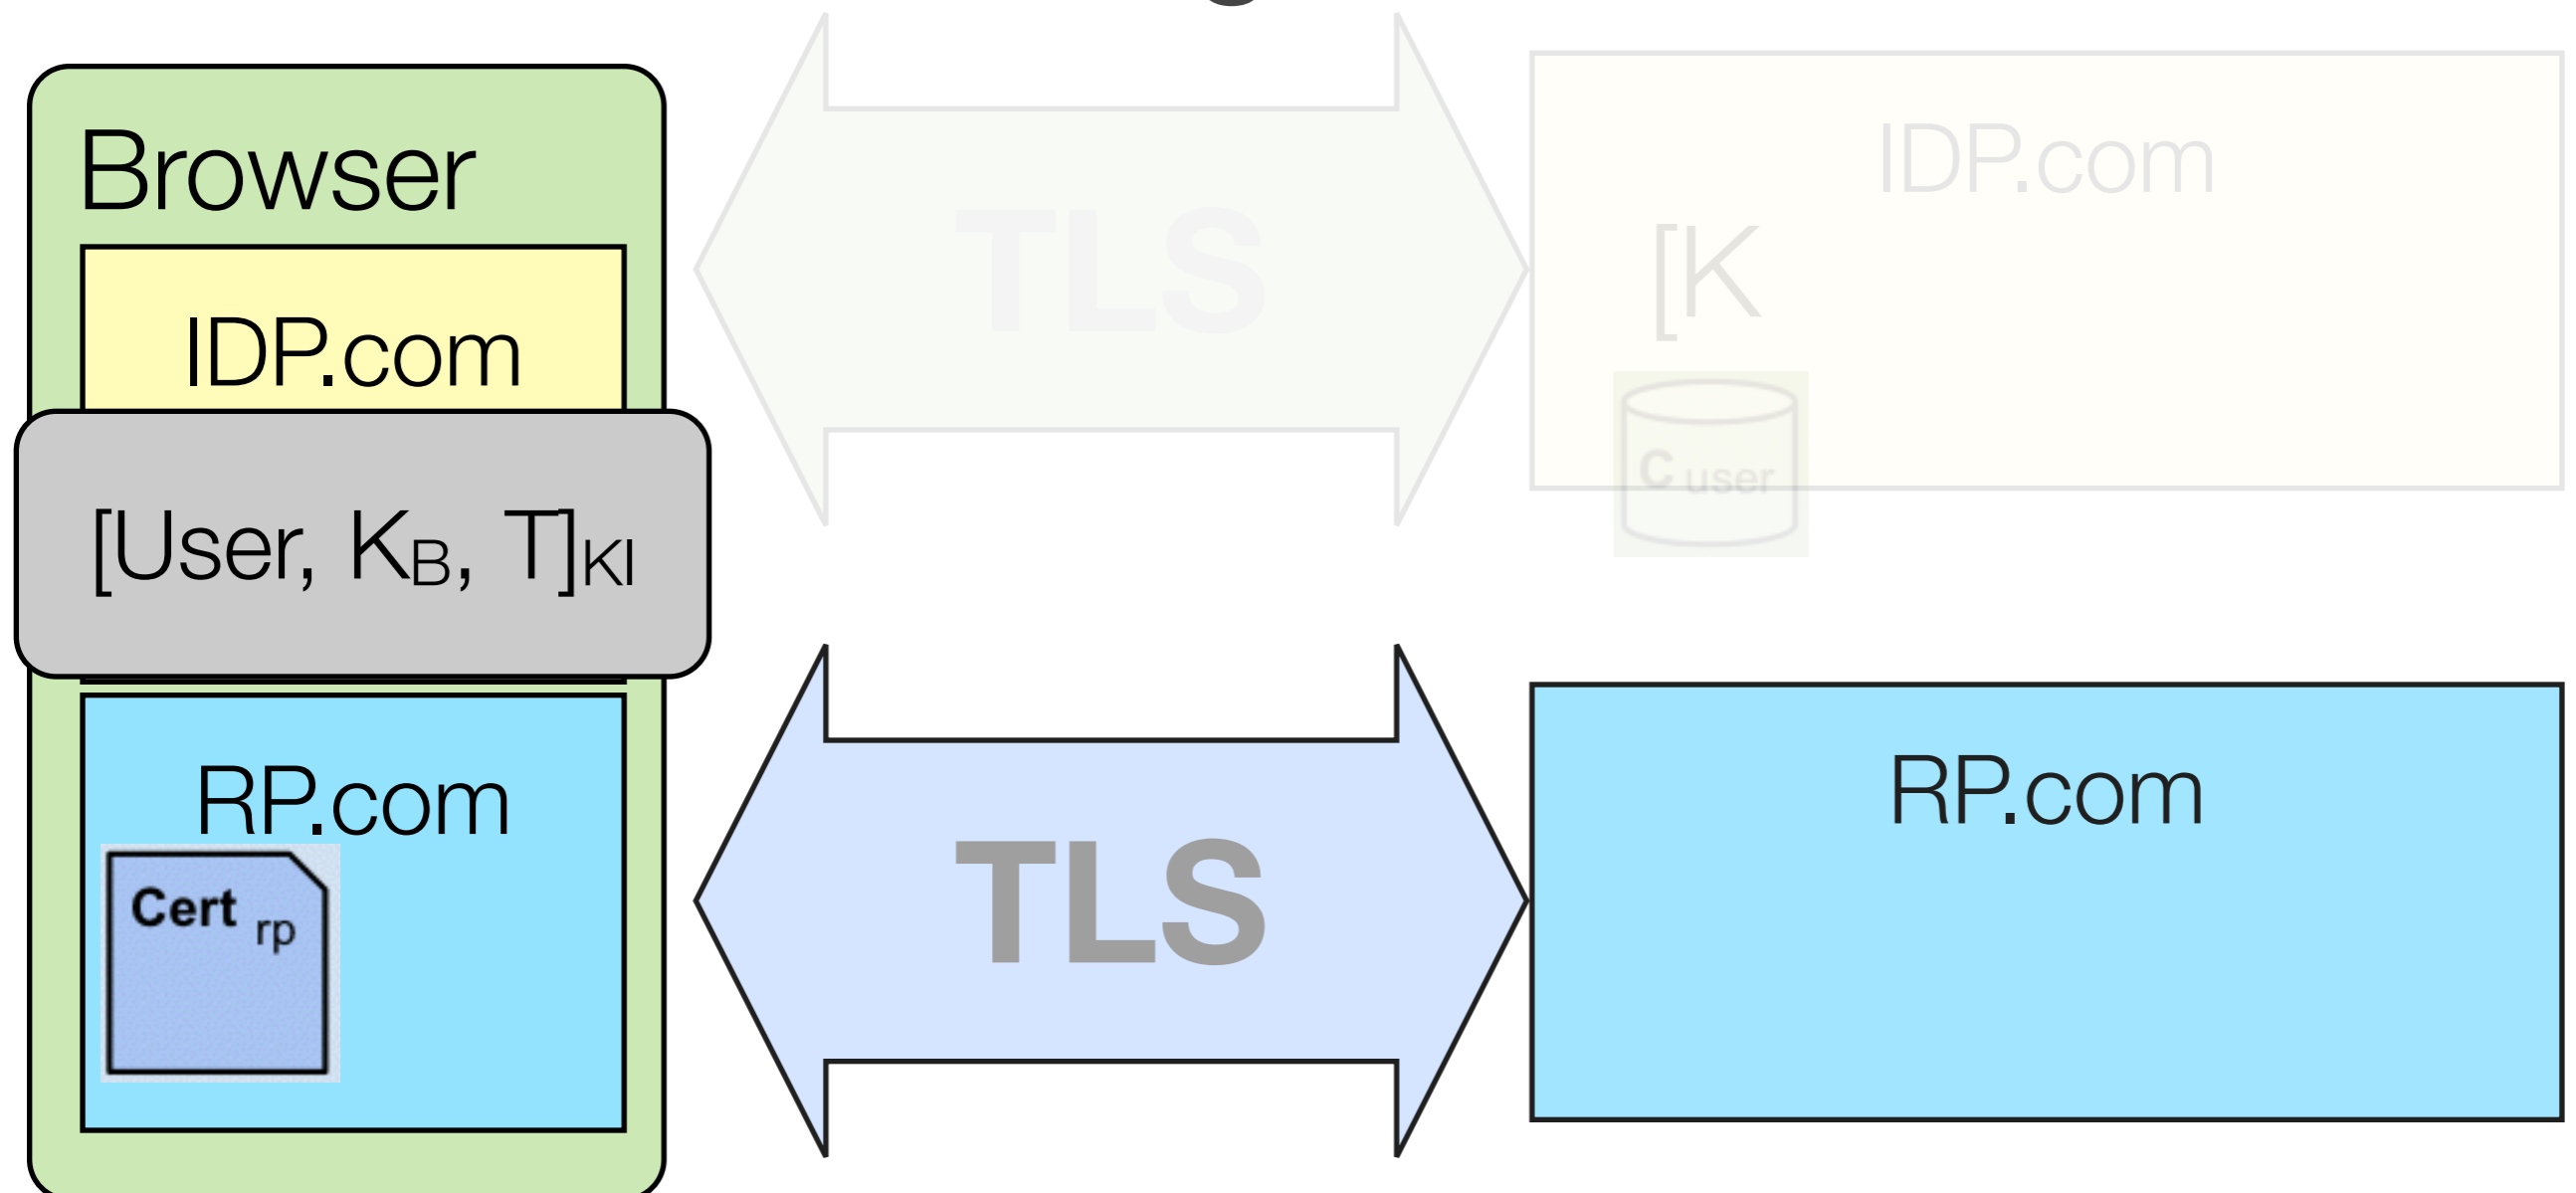 Browser
IDP.com
[User, KB, T]KI
RP.com
Cert rp
TLS
IDP.com
[K
C user
TLS
RP.com